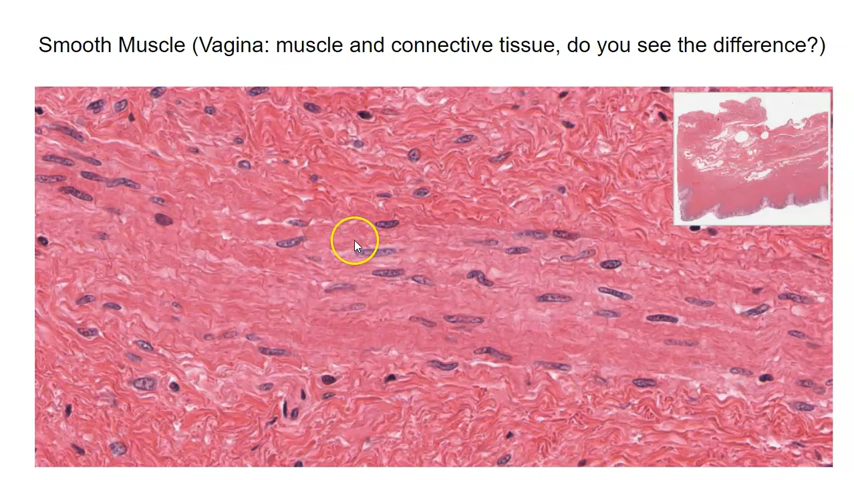 Smooth Muscle (Vagina: muscle and connective tissue, do you see the difference?)